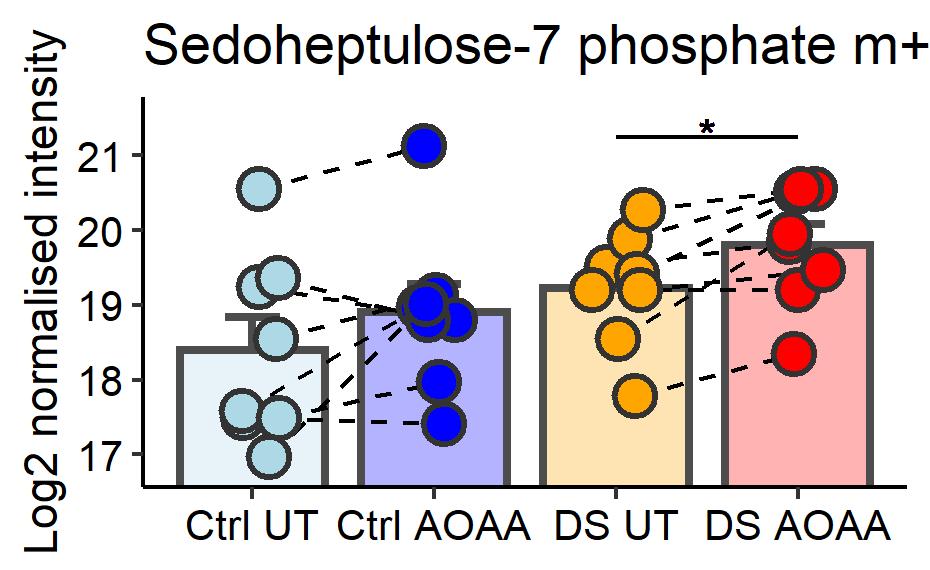 Sedoheptulose-7 phosphate m+
Log2 normalised intensity
21
20
19
18
17
*
Ctrl UT
Ctrl AOAA
DS UT
DS AOAA